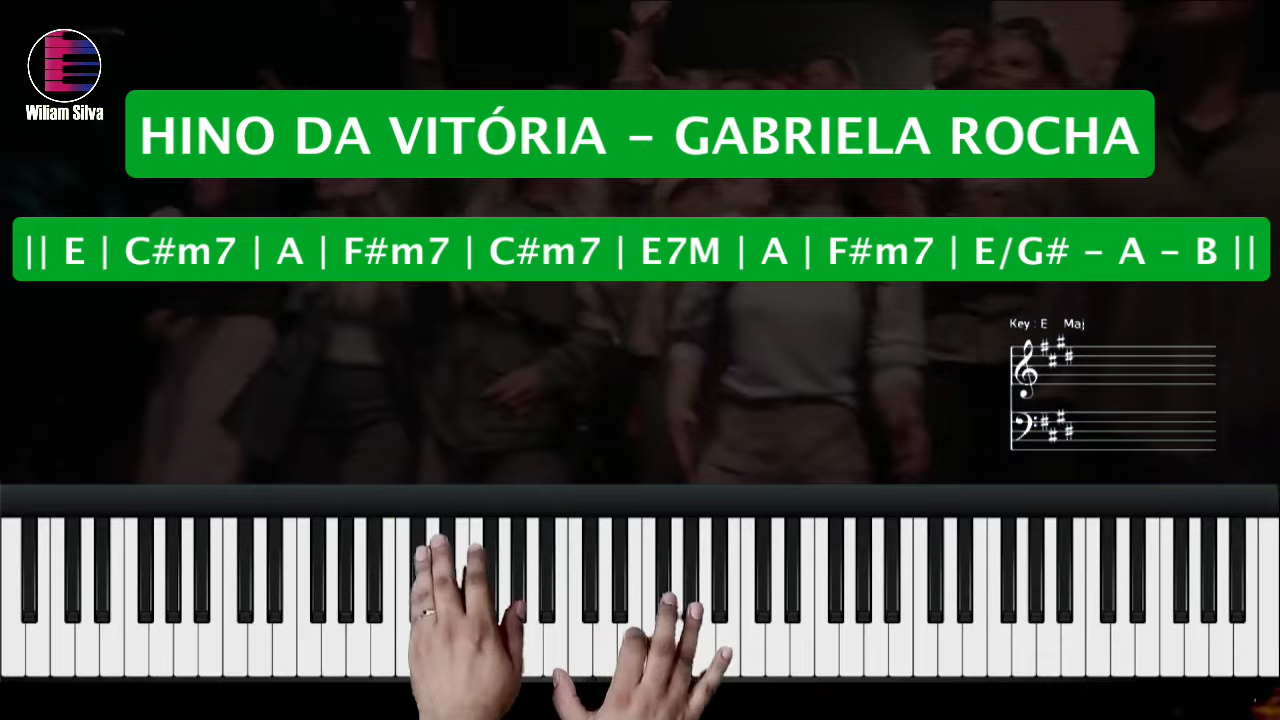 Wiliam Silva
HINO DA VITÓRIA – GABRIELA ROCHA
|| E | C#m7 | A | F#m7 | C#m7 | E7M | A | F#m7 | E/G# – A – B ||
Key : E Maj